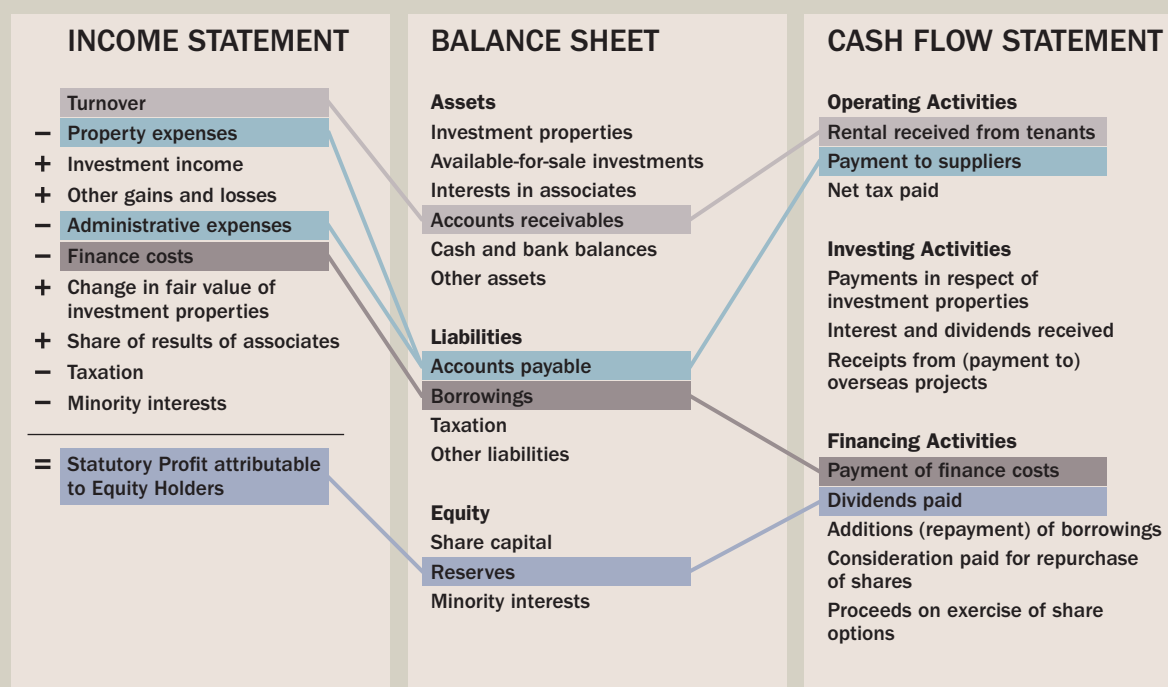 INCOME STATEMENT
Turnover
− Property expenses
+ Investment income
+ Other gains and losses
− Administrative expenses
− Finance costs
+ Change in fair value of
investment properties
+ Share of results of associates
− Taxation
− Minority interests
= Statutory Profit attributable
to Equity Holders
BALANCE SHEET
Assets
Investment properties
Available-for-sale investments
Interests in associates
Accounts receivables
Cash and bank balances
Other assets
Liabilities
Accounts payable
Borrowings
Taxation
Other liabilities
Equity
Share capital
Reserves
Minority interests
CASH FLOW STATEMENT
Operating Activities
Rental received from tenants
Payment to suppliers
Net tax paid
Investing Activities
Payments in respect of
investment properties
Interest and dividends received
Receipts from (payment to)
overseas projects
Financing Activities
Payment of finance costs
Dividends paid
Additions (repayment) of borrowings
Consideration paid for repurchase
of shares
Proceeds on exercise of share
options